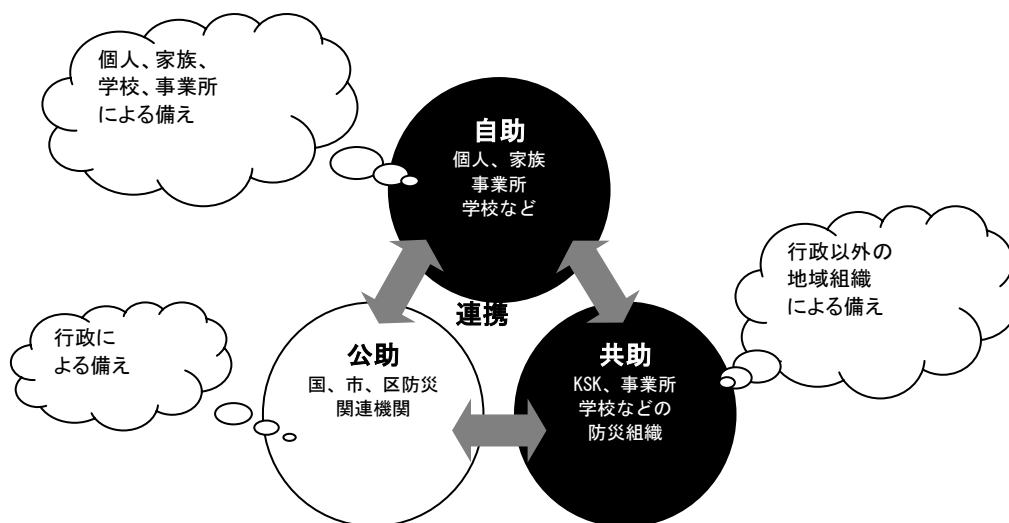 個人、家族、
学校、事業所
による備え
自助
個人、家族
事業所
学校など
行政以外の
地域組織
による備え
連携
行政に
よる備え
公助
国、市、区防災
関連機関
共助
KSK、事業所
学校などの
防災組織